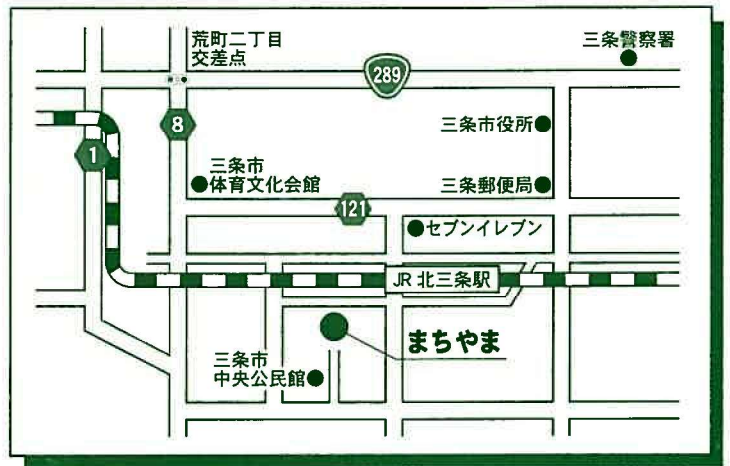 荒町二丁目
交差点
三条警察署
289
8
三条市役所
1
三条市
体育文化会館
三条郵便局
121
セブンイレブン
JR 北三条駅
まちやま
三条市
中央公民館